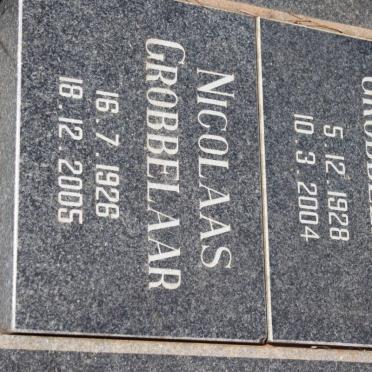 NICOLAAS
GROBBELAAR
16.7.1926
18.12.2005
5.12.1928
10.3.2004